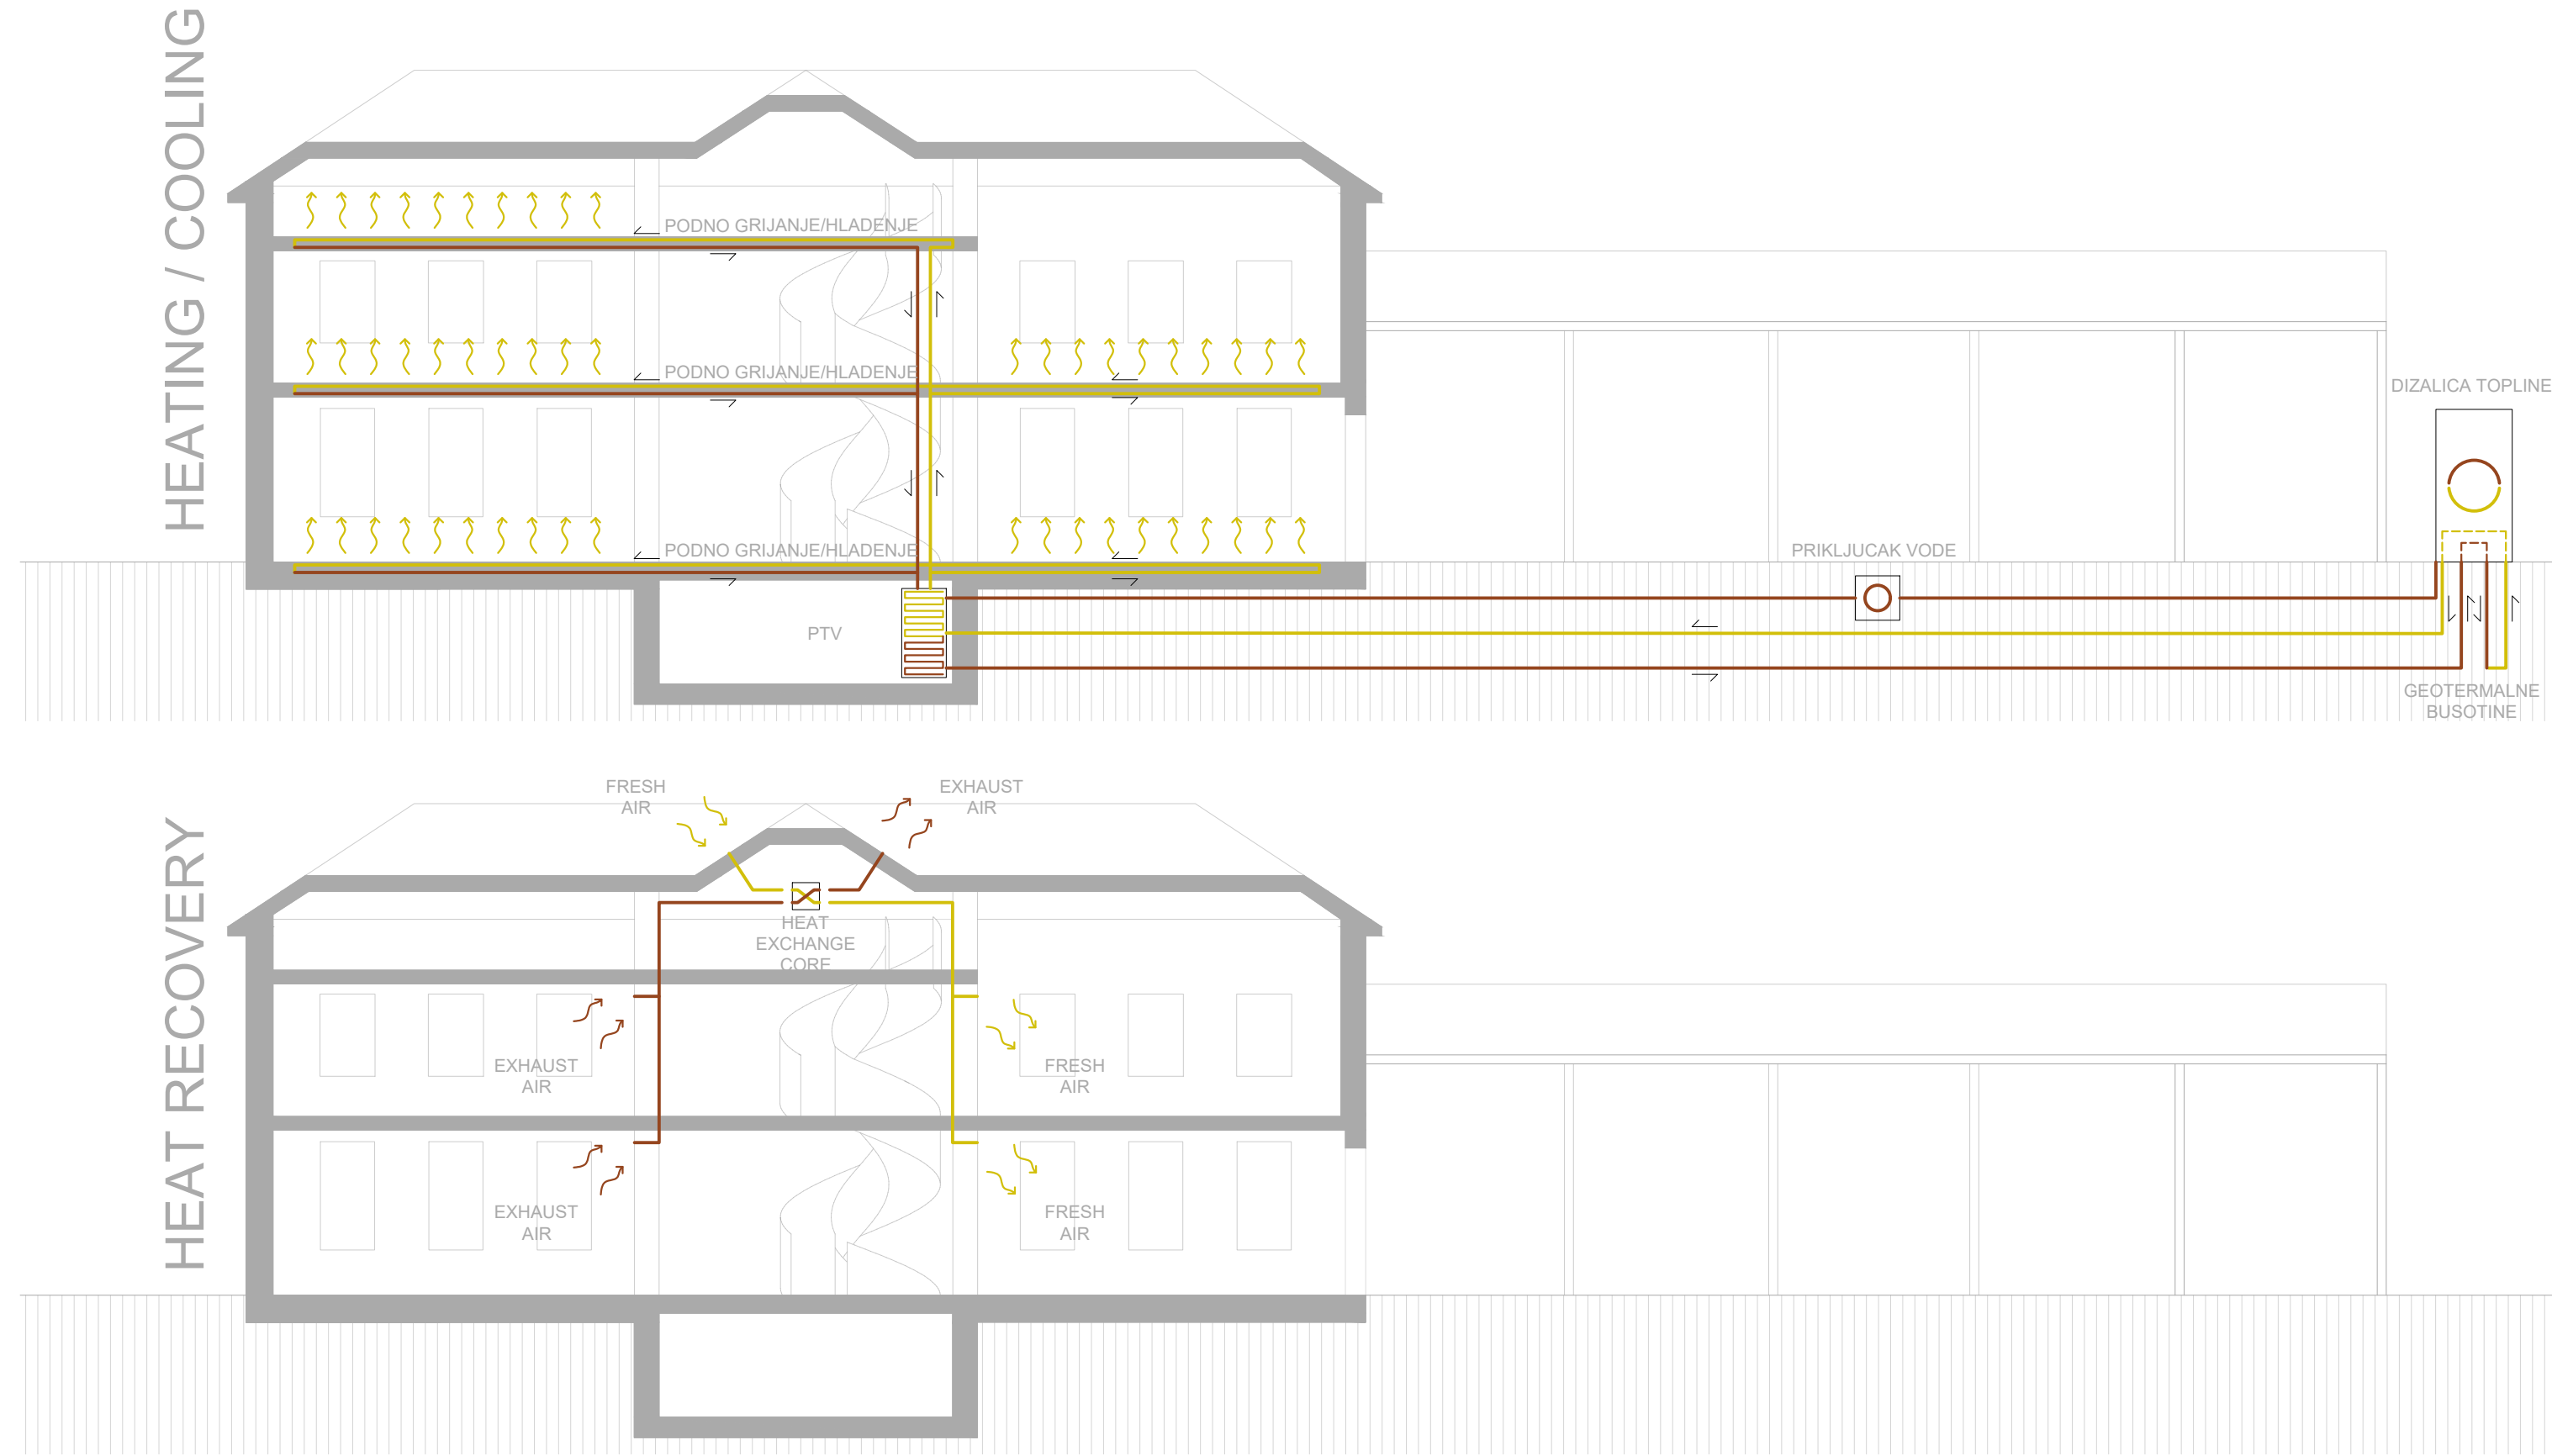 HEATING / COOLING
PODNO GRIJANJE/HLADENJE
PODNO GRIJANJE/HLADENJE
DIZALICA TOPLINE
PODNO GRIJANJE/HLADENJE
PRIKLJUCAK VODE
PTV
GEOTERMALNE
BUSOTINE
HEAT RECOVERY
FRESH
AIR
EXHAUST
AIR
HEAT
EXCHANGE
CORE
EXHAUST
AIR
FRESH
AIR
EXHAUST
AIR
FRESH
AIR